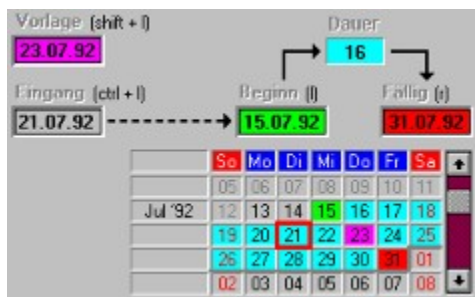 Vorlage (shift + l)
Dauer
23.07.92
16
Eingang (ctrl + l)
Beginn (l)
Fällig (r)
21.07.92
15.07.92
31.07.92
So Mo Di Mi Do Fr Sa
05 06 07 08 09 10 11
Jul '92 12 13 14 15 16 17 18
19 20 21 22 23 24 25
26 27 28 29 30 31 01
02 03 04 05 06 07 08